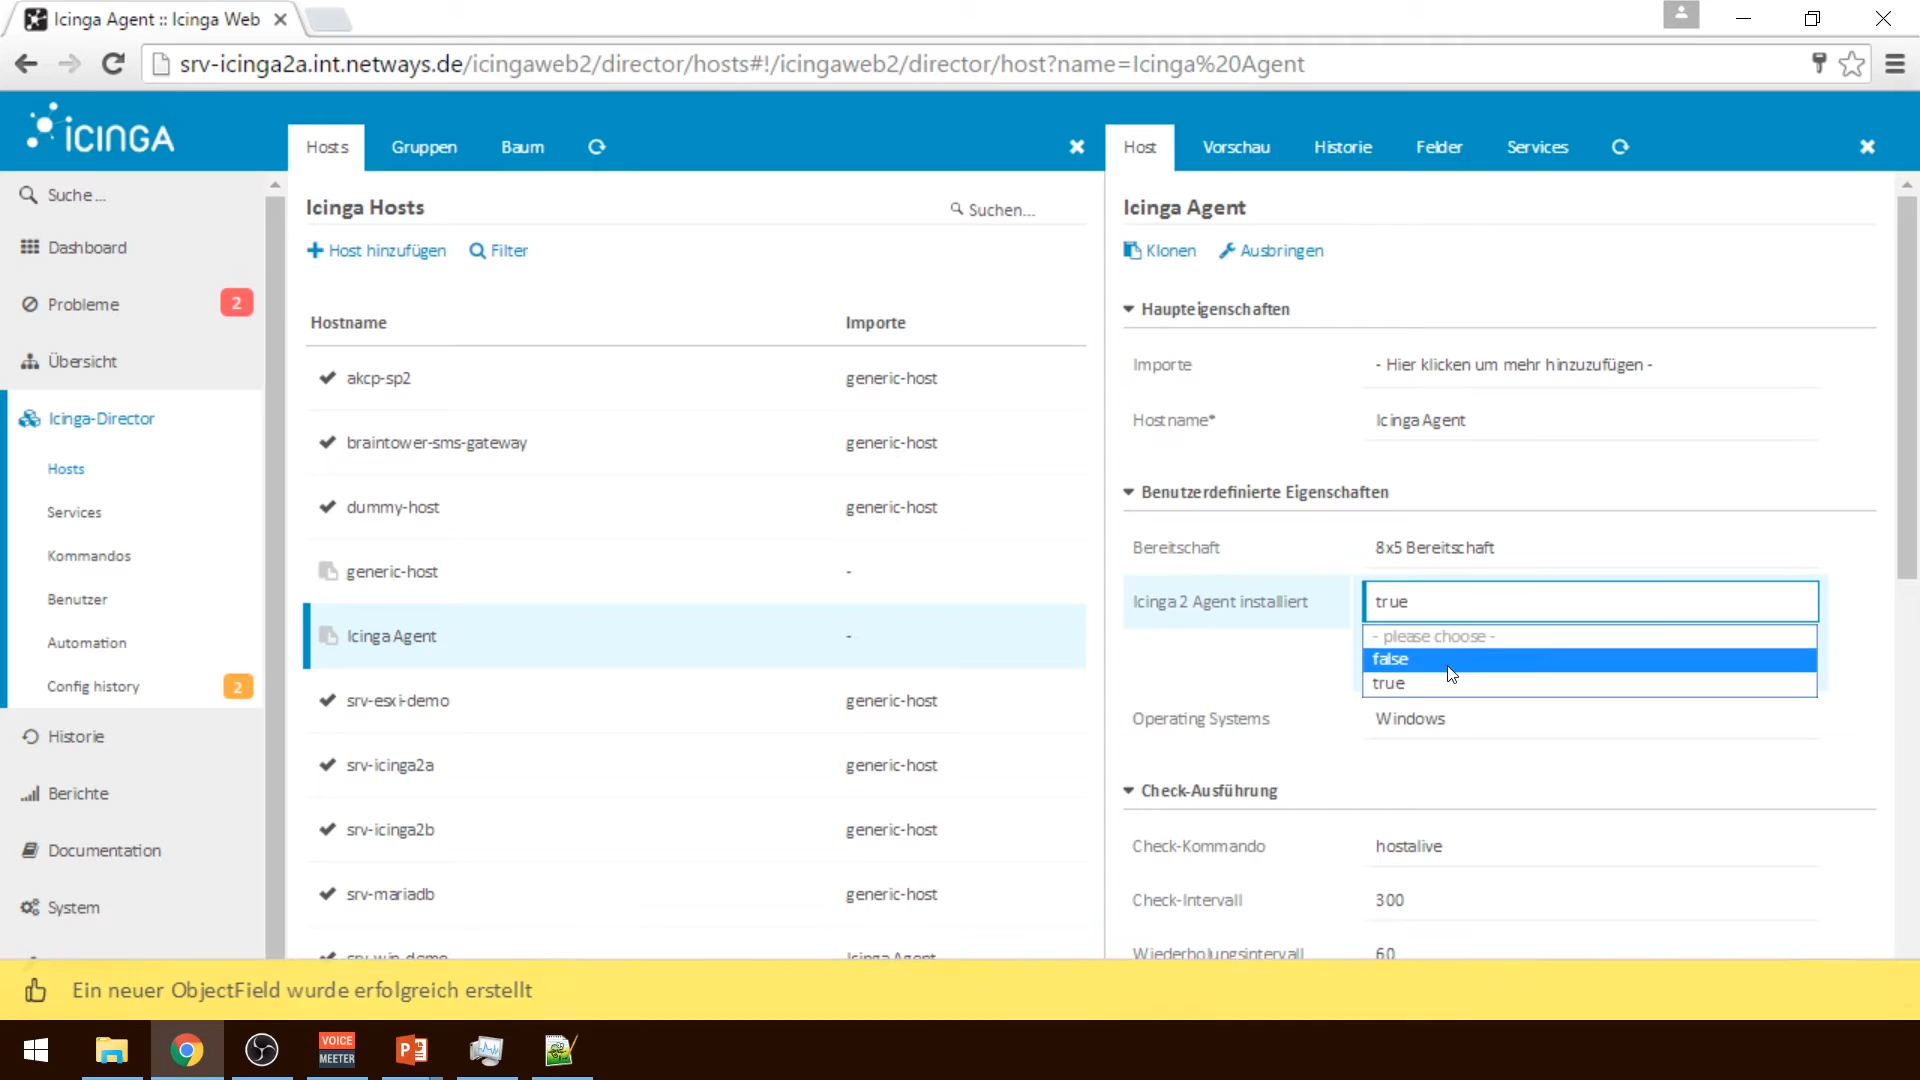 Icinga Agent :: Icinga Web
srv-icinga2a.int.netways.de/icingaweb2/director/hosts#!/icingaweb2/director/host?name=Icinga%20Agent
ICINGA
Hosts
Gruppen
Baum
Host
Vorschau
Historie
Felder
Services
Suche ...
Dashboard
Probleme
2
Übersicht
Icinga-Director
Hosts
Services
Kommandos
Benutzer
Automation
Config history
2
Historie
Berichte
Documentation
System
Icinga Hosts
Suchen...
Host hinzufügen
Filter
Hostname Importe
akcp-sp2 generic-host
braintower-sms-gateway generic-host
dummy-host generic-host
generic-host -
Icinga Agent -
srv-esxi-demo generic-host
srv-icinga2a generic-host
srv-icinga2b generic-host
srv-mariadb generic-host
srv-win-demo Icinga Agent
Icinga Agent
Klonen
Ausbringen
Haupteigenschaften
Importe - Hier klicken um mehr hinzuzufügen -
Hostname* Icinga Agent
Benutzerdefinierte Eigenschaften
Bereitschaft 8x5 Bereitschaft
Icinga 2 Agent installiert true
- please choose -
false
true
Operating Systems Windows
Check-Ausführung
Check-Kommando hostalive
Check-Intervall 300
Wiederholungsintervall 60
Ein neuer ObjectField wurde erfolgreich erstellt
VOICE
MEETER
P